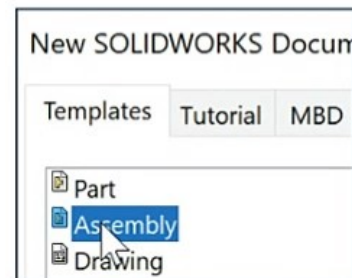 New SOLIDWORKS Docum
Templates Tutorial MBD
Part
Assembly
Drawing